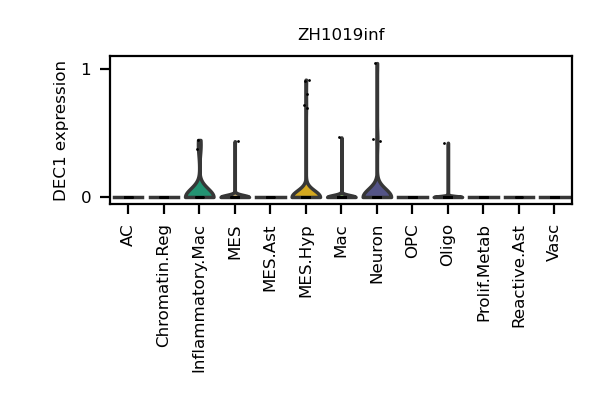 ZH1019inf
DEC1 expression
1
0
AC
Chromatin.Reg
Inflammatory.Mac
MES
MES.Ast
MES.Hyp
Mac
Neuron
OPC
Oligo
Prolif.Metab
Reactive.Ast
Vasc